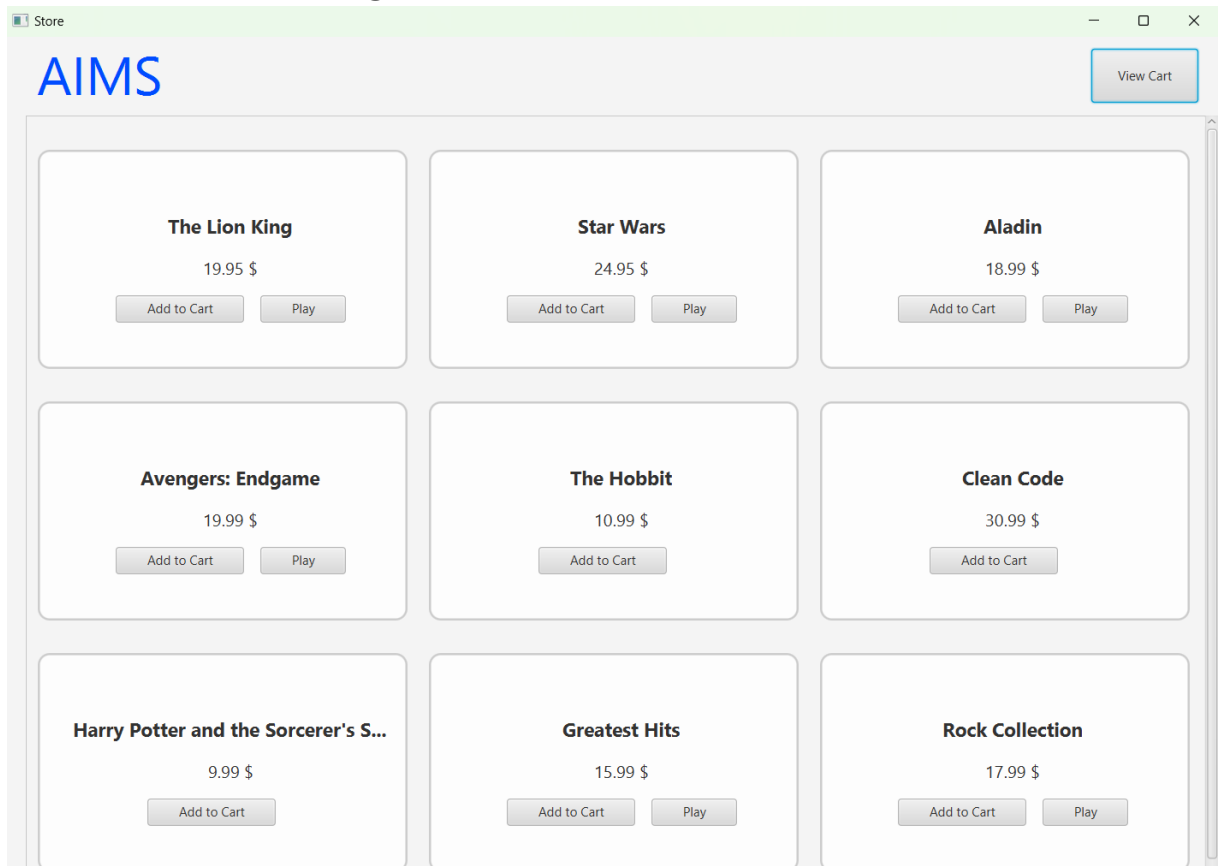 Store
AIMS
View Cart
The Lion King
19.95 $
Add to Cart Play
Star Wars
24.95 $
Add to Cart Play
Aladin
18.99 $
Add to Cart Play
Avengers: Endgame
19.99 $
Add to Cart Play
The Hobbit
10.99 $
Add to Cart
Clean Code
30.99 $
Add to Cart
Harry Potter and the Sorcerer's S...
9.99 $
Add to Cart
Greatest Hits
15.99 $
Add to Cart Play
Rock Collection
17.99 $
Add to Cart Play